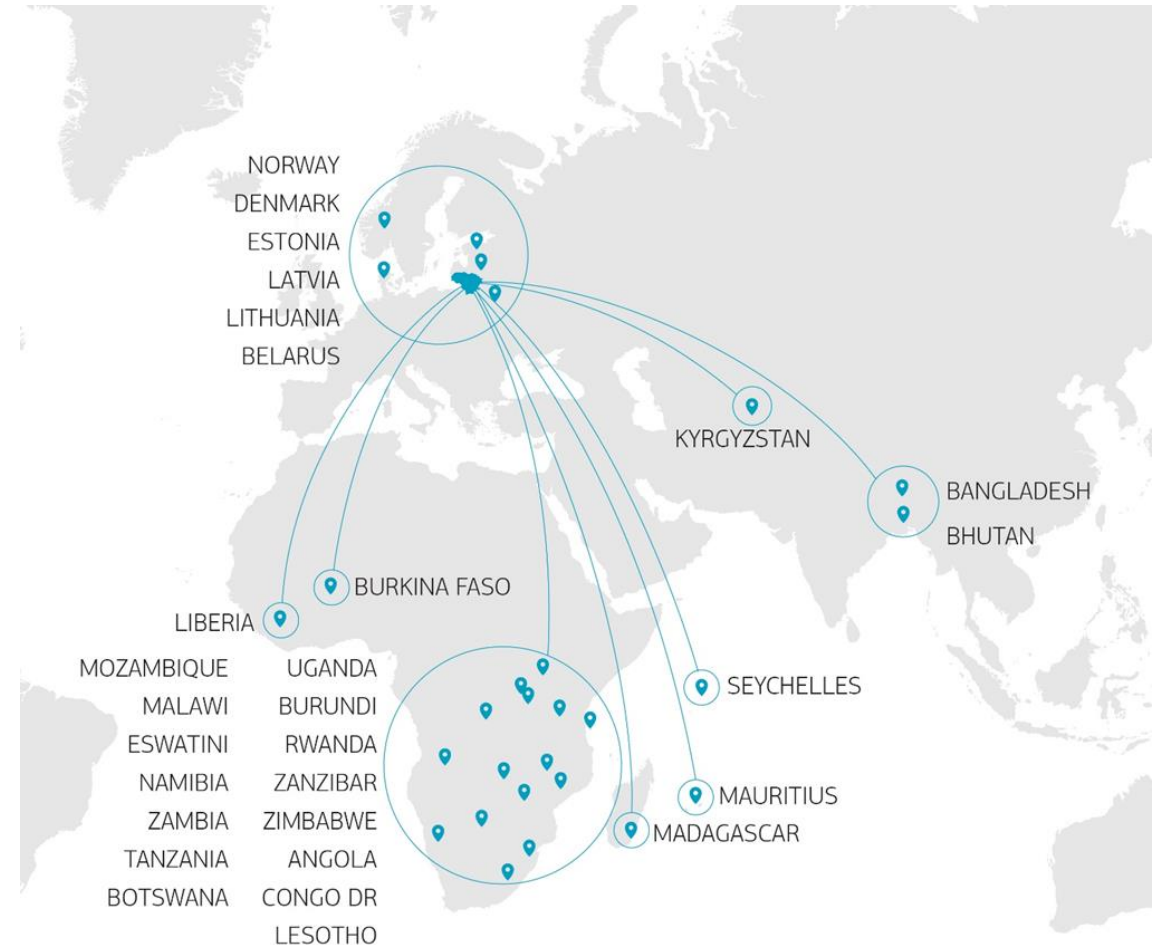 NORWAY
DENMARK
ESTONIA
LATVIA
LITHUANIA
BELARUS
KYRGYZSTAN
BANGLADESH
BHUTAN
BURKINA FASO
LIBERIA
MOZAMBIQUE UGANDA
MALAWI BURUNDI
ESWATINI RWANDA
NAMIBIA ZANZIBAR
ZAMBIA ZIMBABWE
TANZANIA ANGOLA
BOTSWANA CONGO DR
LESOTHO
SEYCHELLES
MAURITIUS
MADAGASCAR